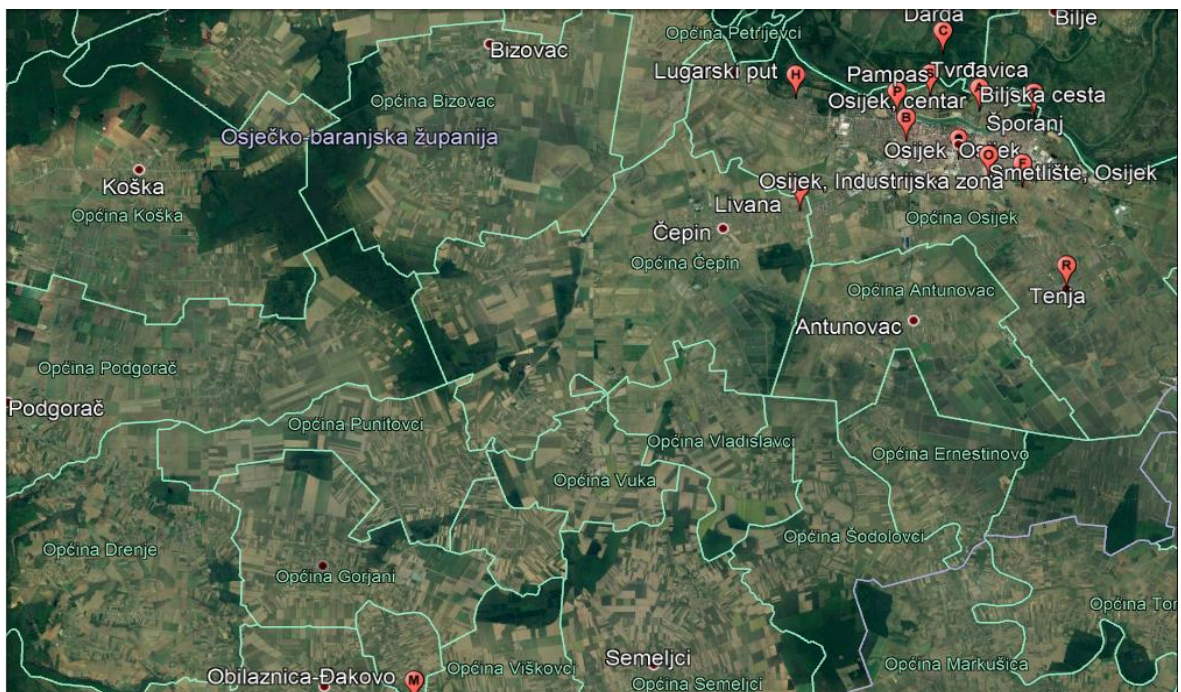 Darda
Bilje
Općina Petrijevci
C
Bizovac
Lugarski put
H
Pampas
Tvrđavica
Općina Bizovac
P
A
Biljska cesta
Osijek, centar
B
Šporanj
Osječko-baranjska županija
Osijek, Osijek
O
F
Koška
Osijek, Industrijska zona
Smetlište, Osijek
Općina Koška
Livana
Općina Osijek
Čepin
Općina Čepin
R
Općina Antunovac
Tenja
Antunovac
Općina Podgorač
Podgorač
Općina Punitovci
Općina Vladislavci
Općina Ernestinovo
Općina Vuka
Općina Šodolovci
Općina Drenje
Općina Gorjani
Općina Tor
Semeljci
Općina Markušica
Obilaznica-Đakovo
M
Općina Viškovci
Općina Semeljci